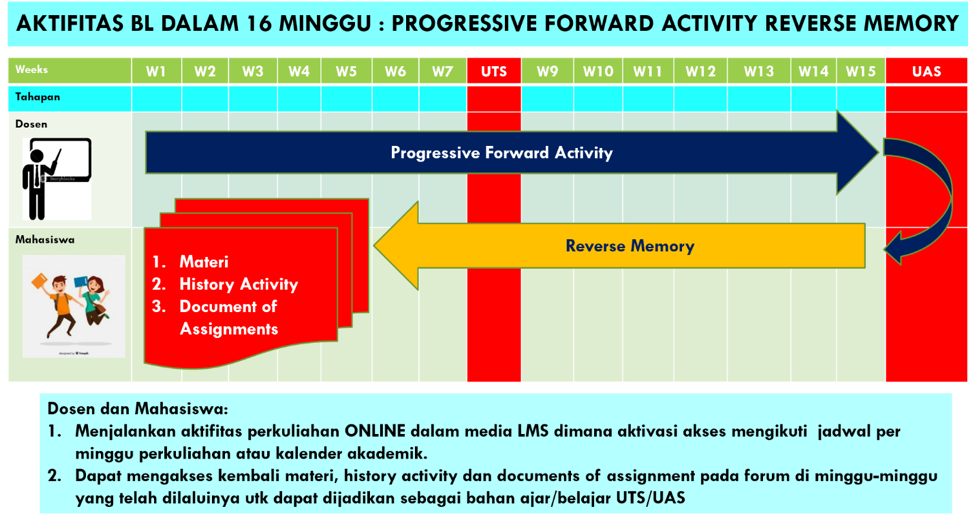 AKTIFITAS BL DALAM 16 MINGGU : PROGRESSIVE FORWARD ACTIVITY REVERSE MEMORY
Weeks W1 W2 W3 W4 W5 W6 W7 UTS W9 W10 W11 W12 W13 W14 W15 UAS
Tahapan
Dosen
Progressive Forward Activity
Mahasiswa
Reverse Memory
1. Materi
2. History Activity
3. Document of
Assignments
Dosen dan Mahasiswa:
1. Menjalankan aktifitas perkuliahan ONLINE dalam media LMS dimana aktivasi akses mengikuti jadwal per
minggu perkuliahan atau kalender akademik.
2. Dapat mengakses kembali materi, history activity dan documents of assignment pada forum di minggu-minggu
yang telah dilaluinya utk dapat dijadikan sebagai bahan ajar/belajar UTS/UAS